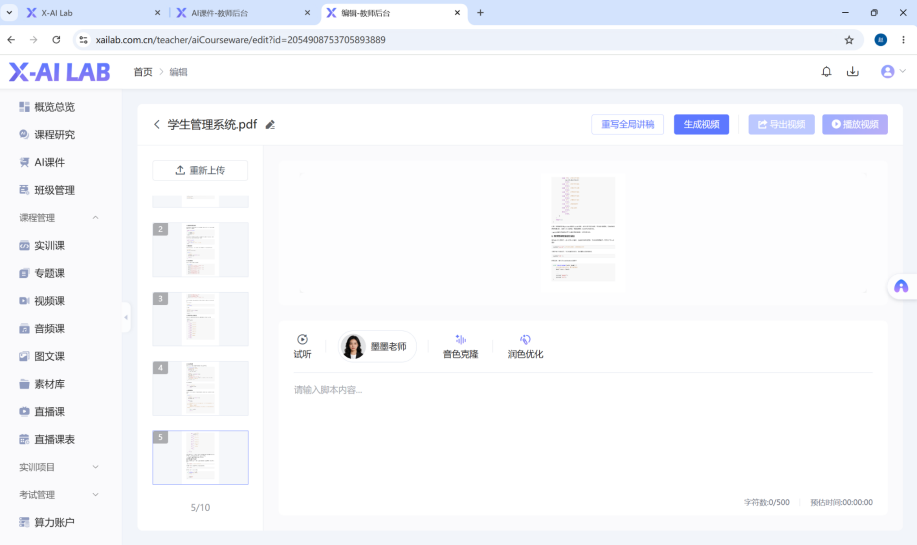 X-AI Lab
AI课件-教师后台
编辑-教师后台
xailab.com.cn/teacher/aiCourseware/edit?id=2054908753705893889
X-AI LAB
首页 > 编辑
概览总览
课程研究
AI课件
班级管理
课程管理
实训课
专题课
视频课
音频课
图文课
素材库
直播课
直播课表
实训项目
考试管理
算力账户
学生管理系统.pdf
重写全局讲稿
生成视频
导出视频
播放视频
重新上传
2
3
4
5
5/10
试听
墨墨老师
音色克隆
润色优化
请输入脚本内容...
字符数:0/500
预估时间:00:00:00